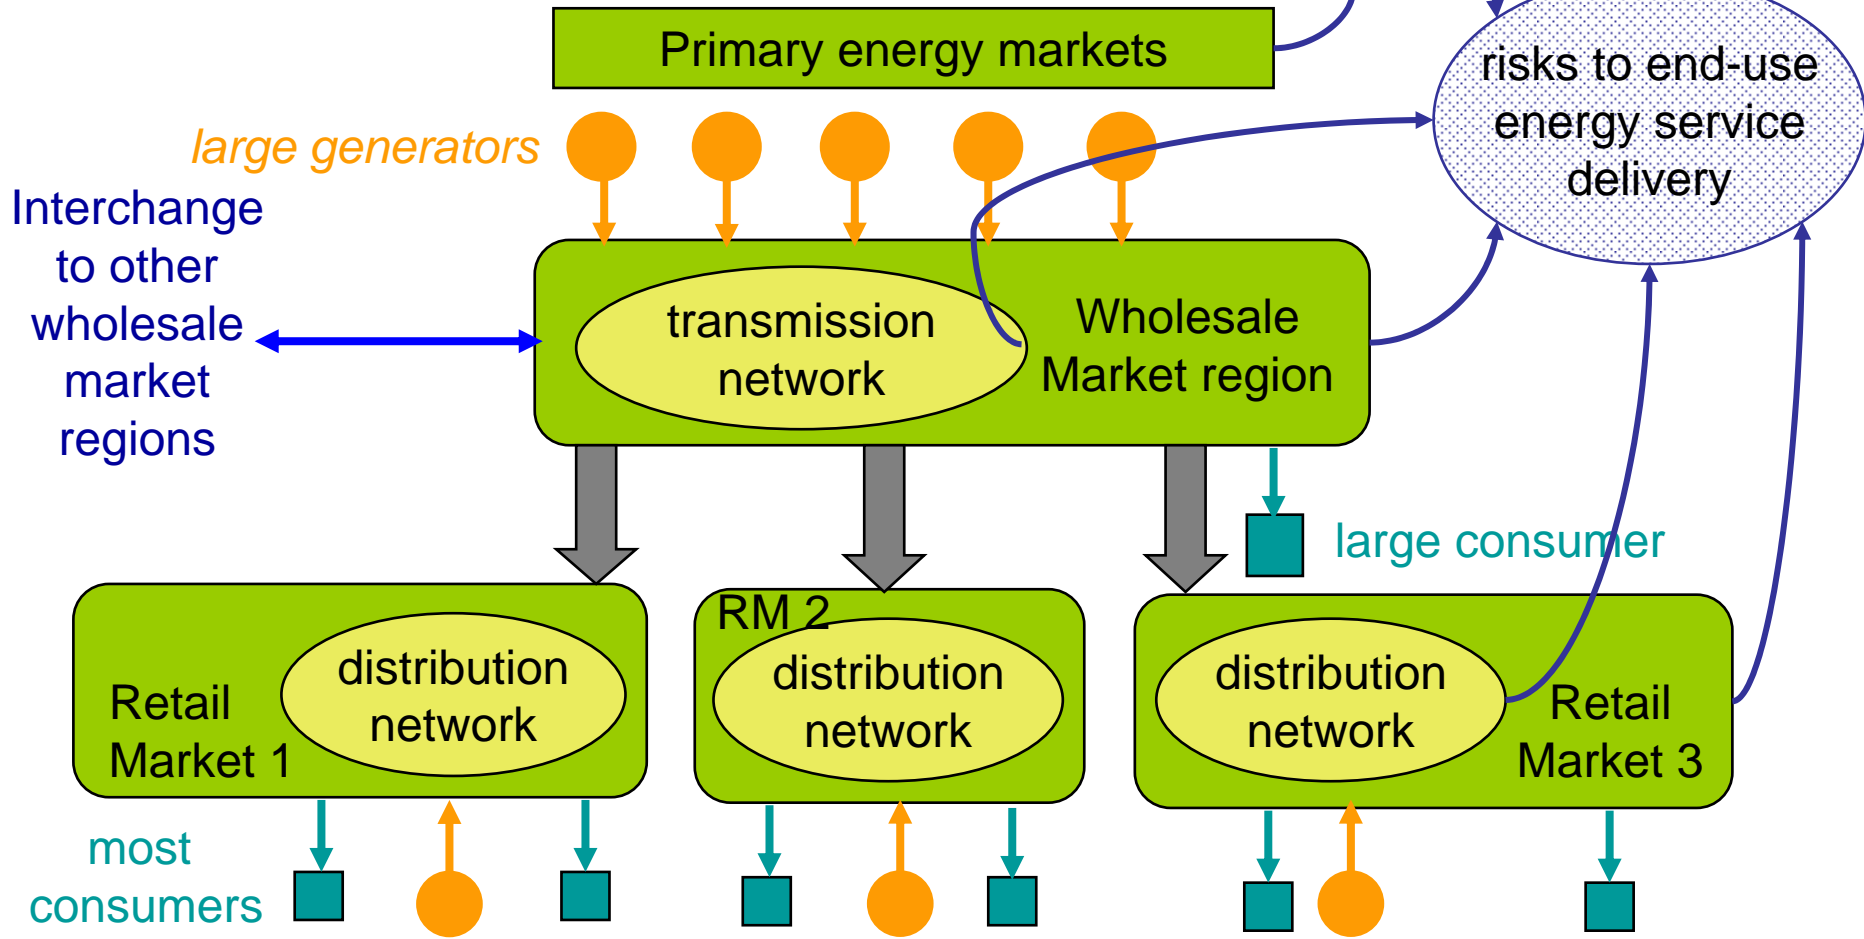 Primary energy markets
risks to end-use
energy service
delivery
large generators
Interchange
to other
wholesale
market
regions
transmission
network
Wholesale
Market region
large consumer
Retail
Market 1
distribution
network
RM 2
distribution
network
distribution
network
Retail
Market 3
most
consumers